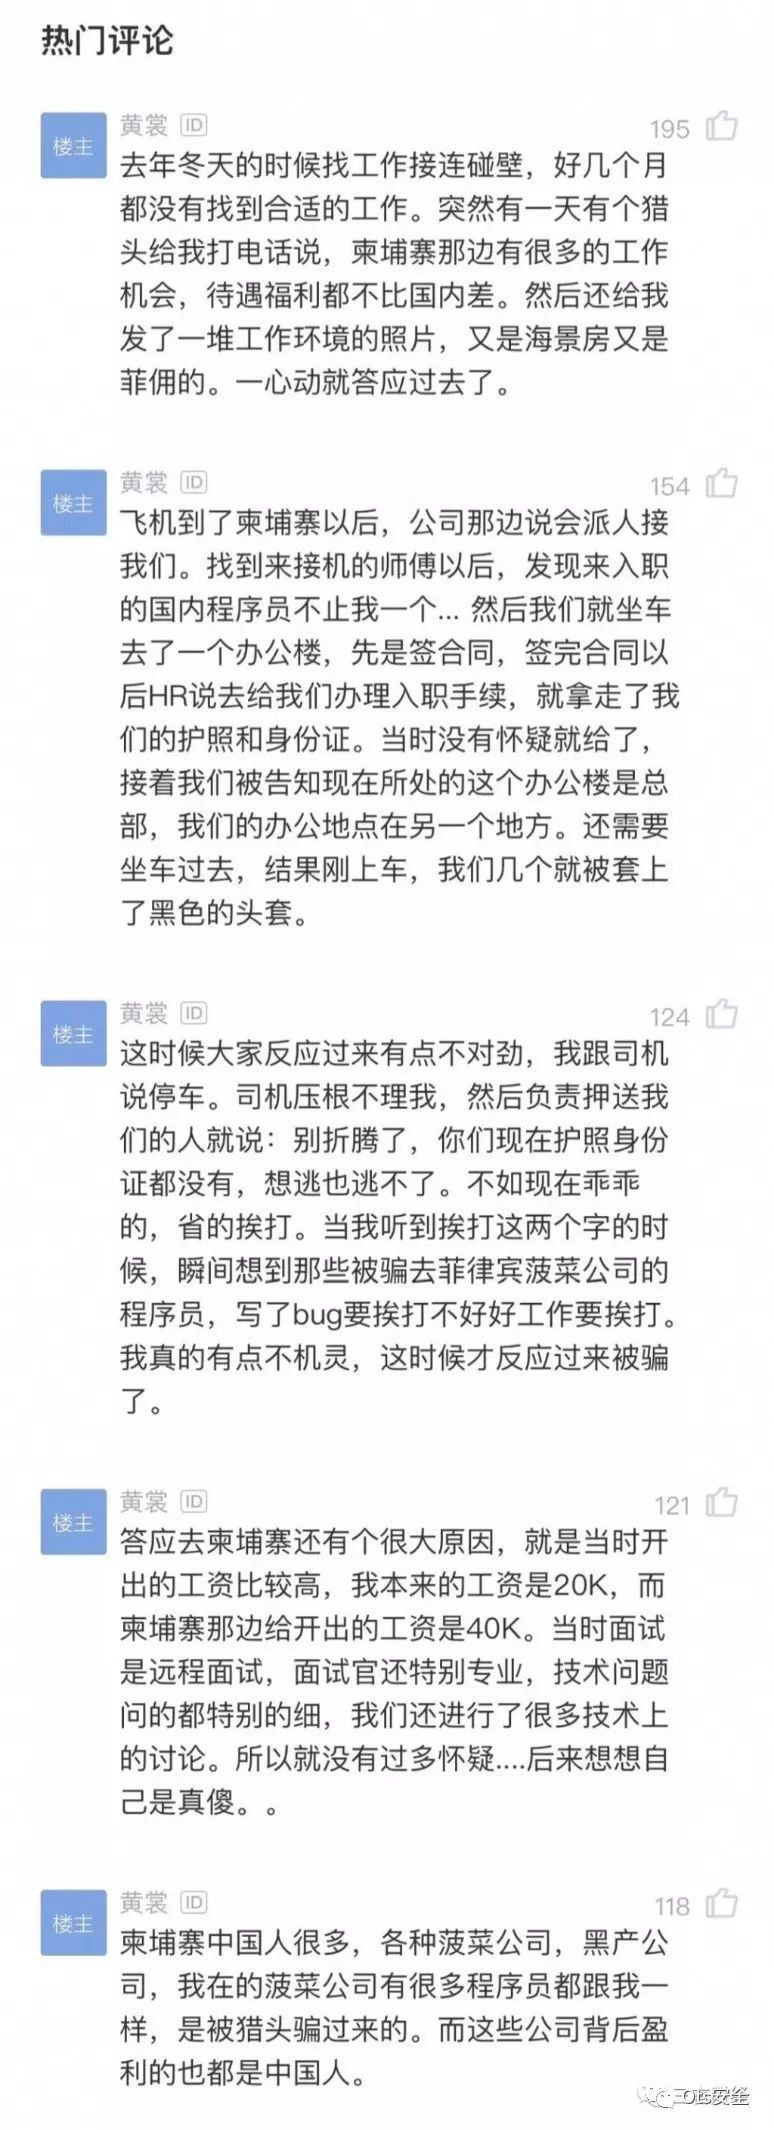 热门评论
楼主
黄裳 ID
195
去年冬天的时候找工作接连碰壁，好几个月
都没有找到合适的工作。突然有一天有个猎
头给我打电话说，柬埔寨那边有很多的工作
机会，待遇福利都不比国内差。然后还给我
发了一堆工作环境的照片，又是海景房又是
菲佣的。一心动就答应过去了。
楼主
黄裳 ID
154
飞机到了柬埔寨以后，公司那边说会派人接
我们。找到来接机的师傅以后，发现来入职
的国内程序员不止我一个... 然后我们就坐车
去了一个办公楼，先是签合同，签完合同以
后HR说去给我们办理入职手续，就拿走了我
们的护照和身份证。当时没有怀疑就给了，
接着我们被告知现在所处的这个办公楼是总
部，我们的办公地点在另一个地方。还需要
坐车过去，结果刚上车，我们几个就被套上
了黑色的头套。
楼主
黄裳 ID
124
这时候大家反应过来有点不对劲，我跟司机
说停车。司机压根不理我，然后负责押送我
们的人就说：别折腾了，你们现在护照身份
证都没有，想逃也逃不了。不如现在乖乖
的，省的挨打。当我听到挨打这两个字的时
候，瞬间想到那些被骗去菲律宾菠菜公司的
程序员，写了bug要挨打不好好工作要挨打。
我真的有点不机灵，这时候才反应过来被骗
了。
楼主
黄裳 ID
121
答应去柬埔寨还有个很大原因，就是当时开
出的工资比较高，我本来的工资是20K，而
柬埔寨那边给开出的工资是40K。当时面试
是远程面试，面试官还特别专业，技术问题
问的都特别的细，我们还进行了很多技术上
的讨论。所以就没有过多怀疑....后来想想自
己是真傻。。
楼主
黄裳 ID
118
柬埔寨中国人很多，各种菠菜公司，黑产公
司，我在的菠菜公司有很多程序员都跟我一
样，是被猎头骗过来的。而这些公司背后盈
利的也都是中国人。